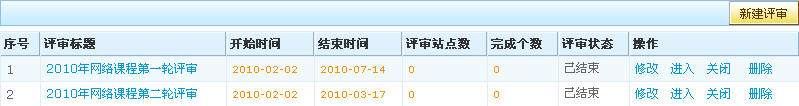 新建评审
序号 评审标题 开始时间 结束时间 评审站点数 完成个数 评审状态 操作
1 2010年网络课程第一轮评审 2010-02-02 2010-07-14 0 0 已结束 修改 进入 关闭 删除
2 2010年网络课程第二轮评审 2010-02-02 2010-03-17 0 0 已结束 修改 进入 关闭 删除